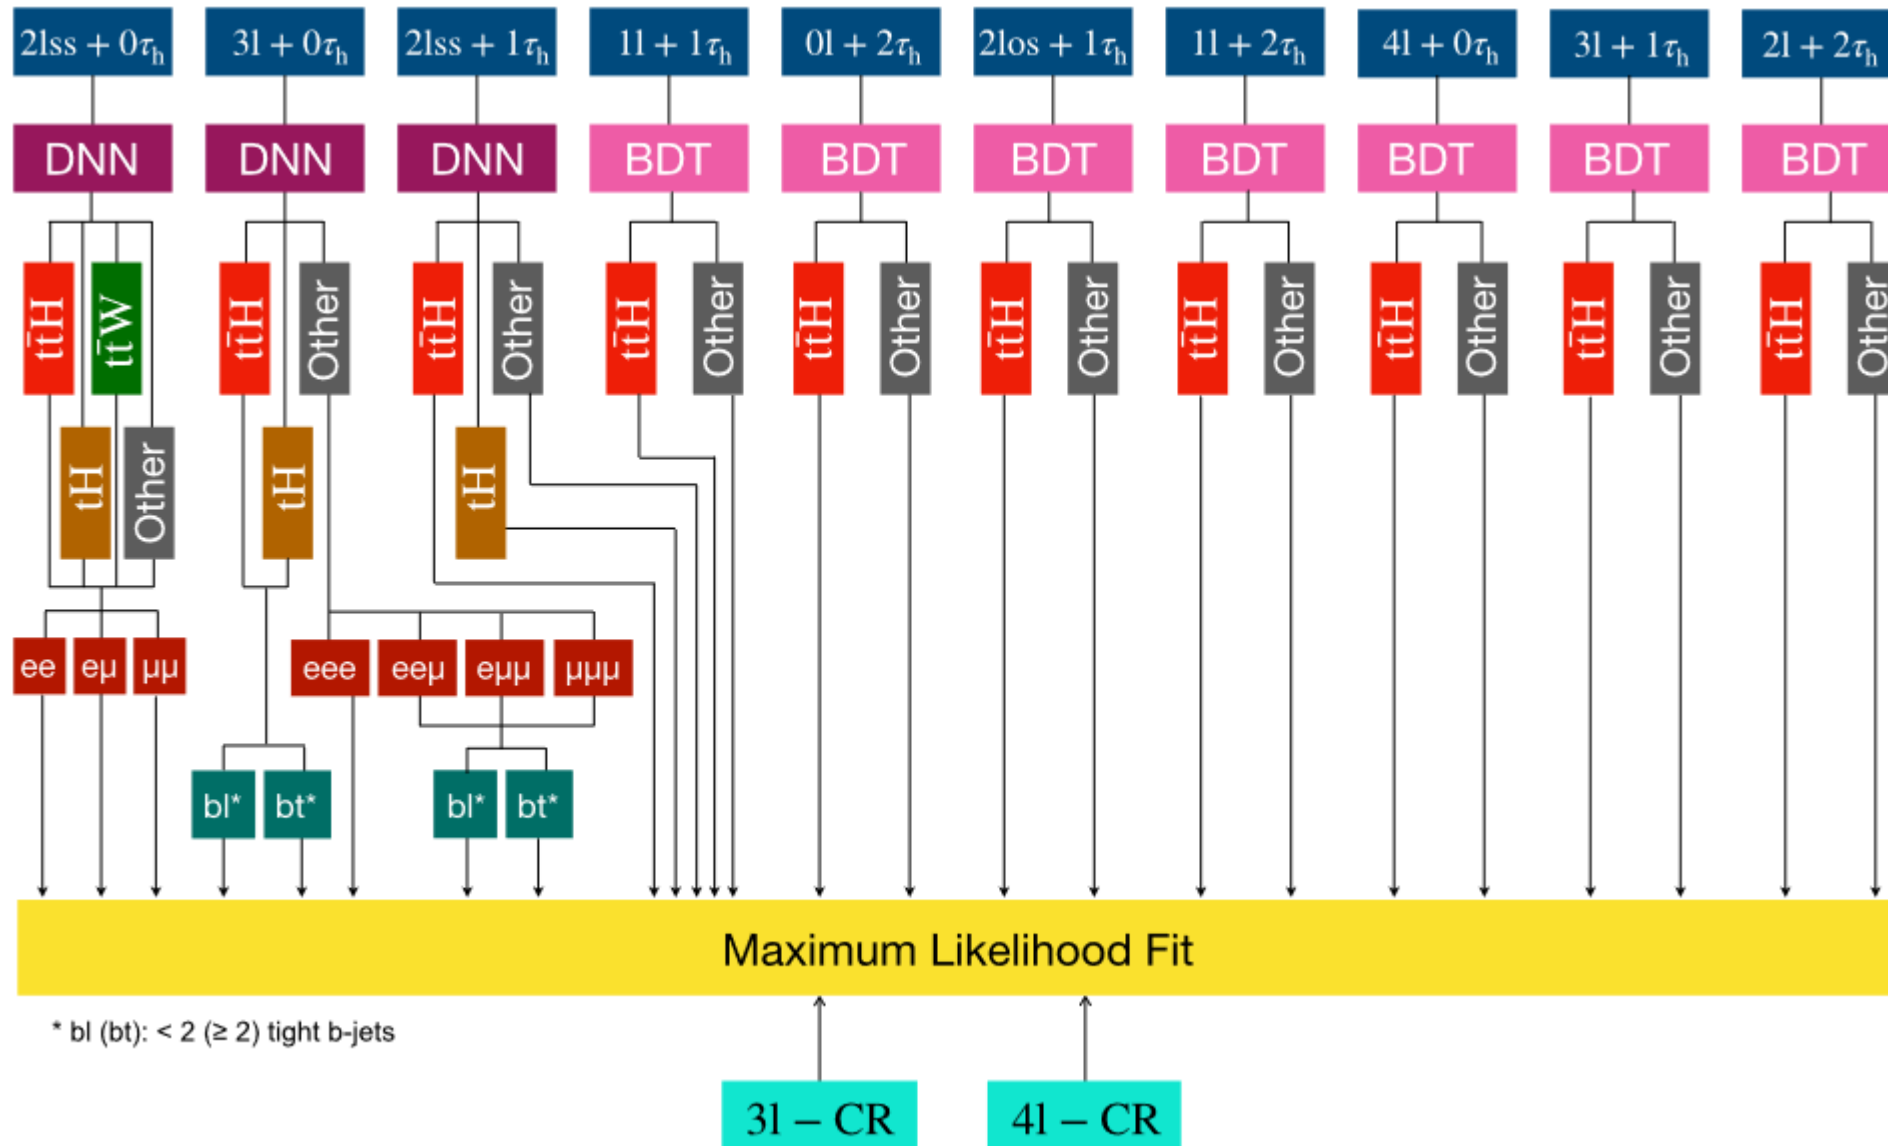 2lss + 0τh 3l + 0τh 2lss + 1τh 1l + 1τh 0l + 2τh 2los + 1τh 1l + 2τh 4l + 0τh 3l + 1τh 2l + 2τh
DNN DNN DNN BDT BDT BDT BDT BDT BDT BDT
tt̄H tt̄W tt̄H Other tt̄H Other tt̄H Other tt̄H Other tt̄H Other tt̄H Other tt̄H Other tt̄H Other tt̄H Other
tH Other tH tH
ee eμ μμ eee eeμ eμμ μμμ
bl* bt* bl* bt*
Maximum Likelihood Fit
* bl (bt): < 2 (≥ 2) tight b-jets
3l – CR 4l – CR